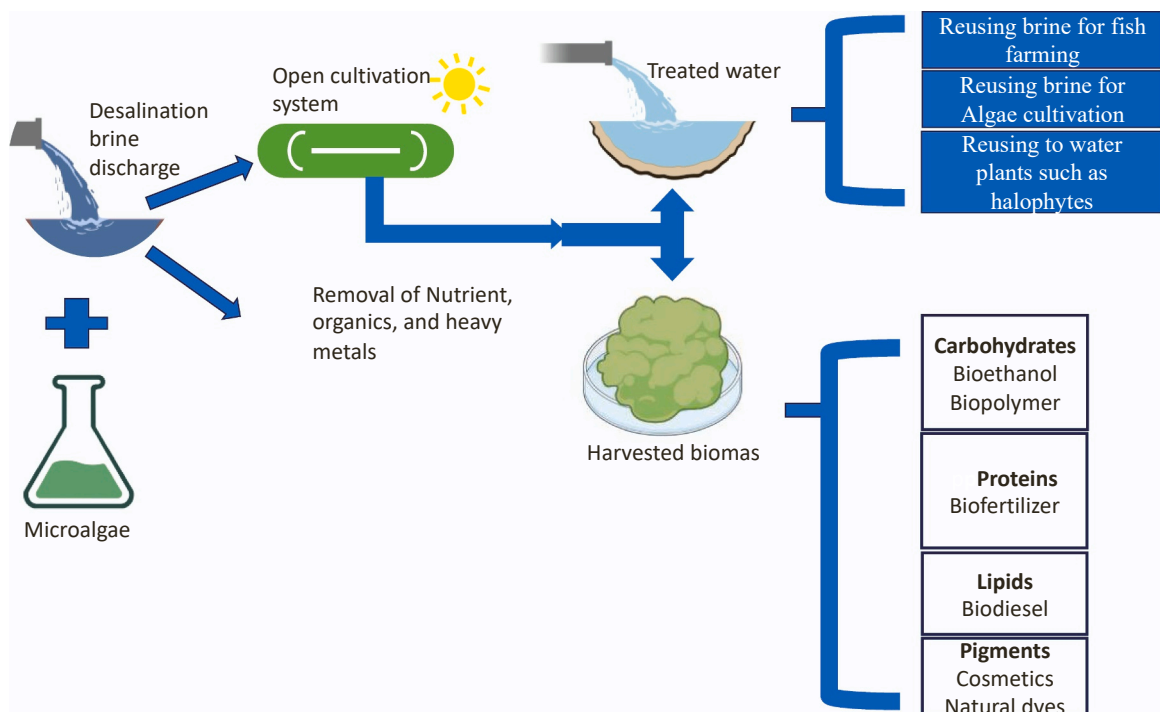 Desalination
brine
discharge
Open cultivation
system
Treated water
Reusing brine for fish
farming
Reusing brine for
Algae cultivation
Reusing to water
plants such as
halophytes
Removal of Nutrient,
organics, and heavy
metals
Microalgae
Harvested biomas
Carbohydrates
Bioethanol
Biopolymer
Proteins
Biofertilizer
Lipids
Biodiesel
Pigments
Cosmetics
Natural dyes